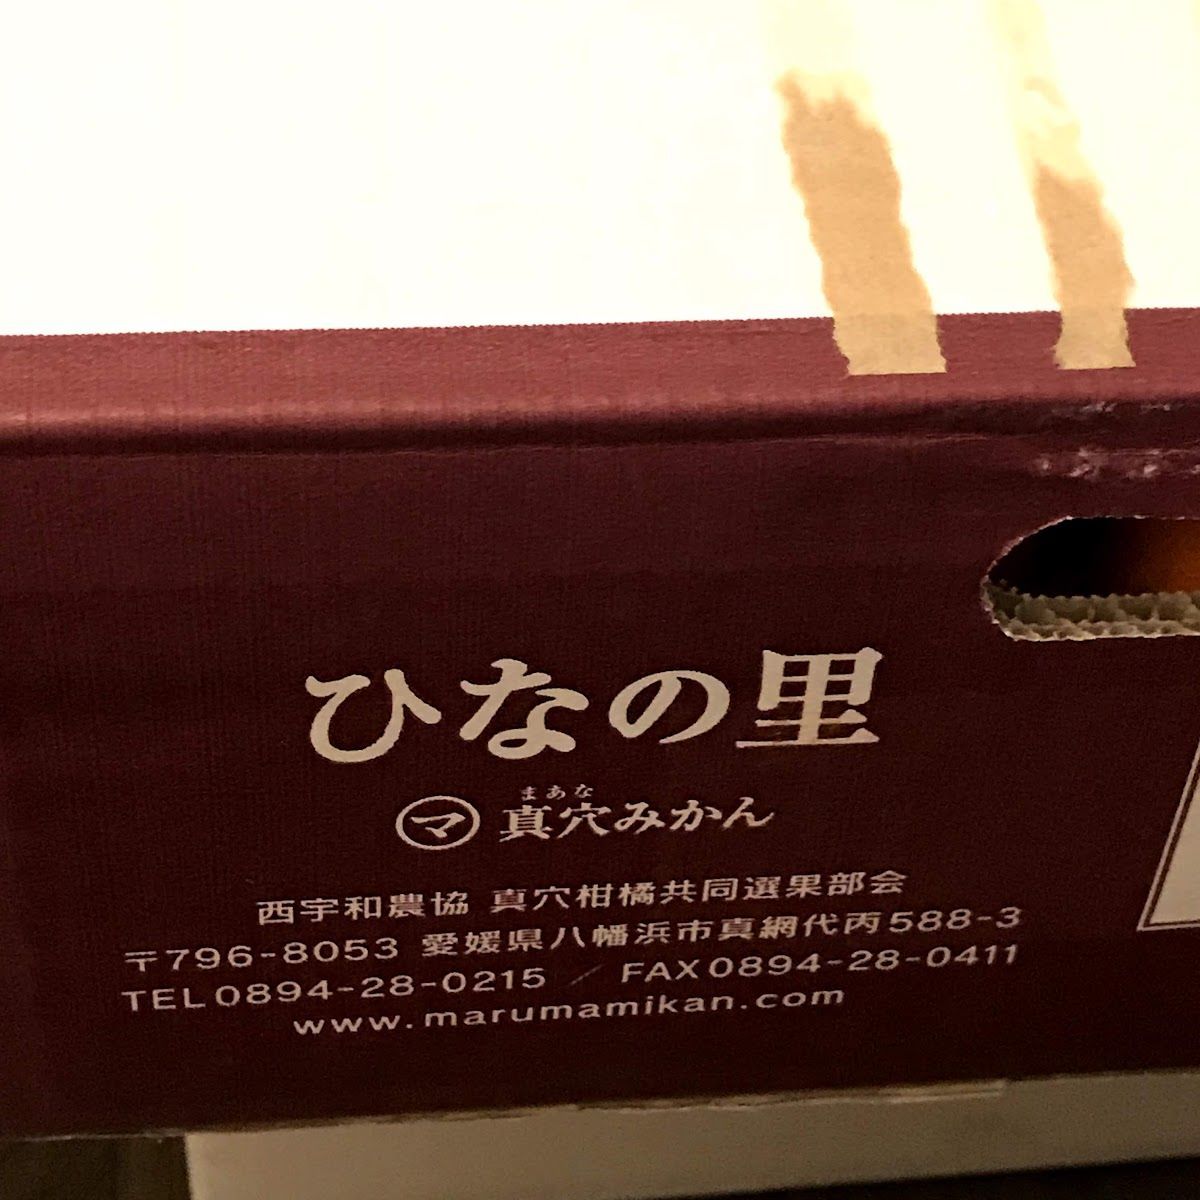 ひなの里
まあな
㋮ 真穴みかん
西宇和農協 真穴柑橘共同選果部会
〒796-8053 愛媛県八幡浜市真網代丙588-3
TEL0894-28-0215 / FAX0894-28-0411
www.marumamikan.com